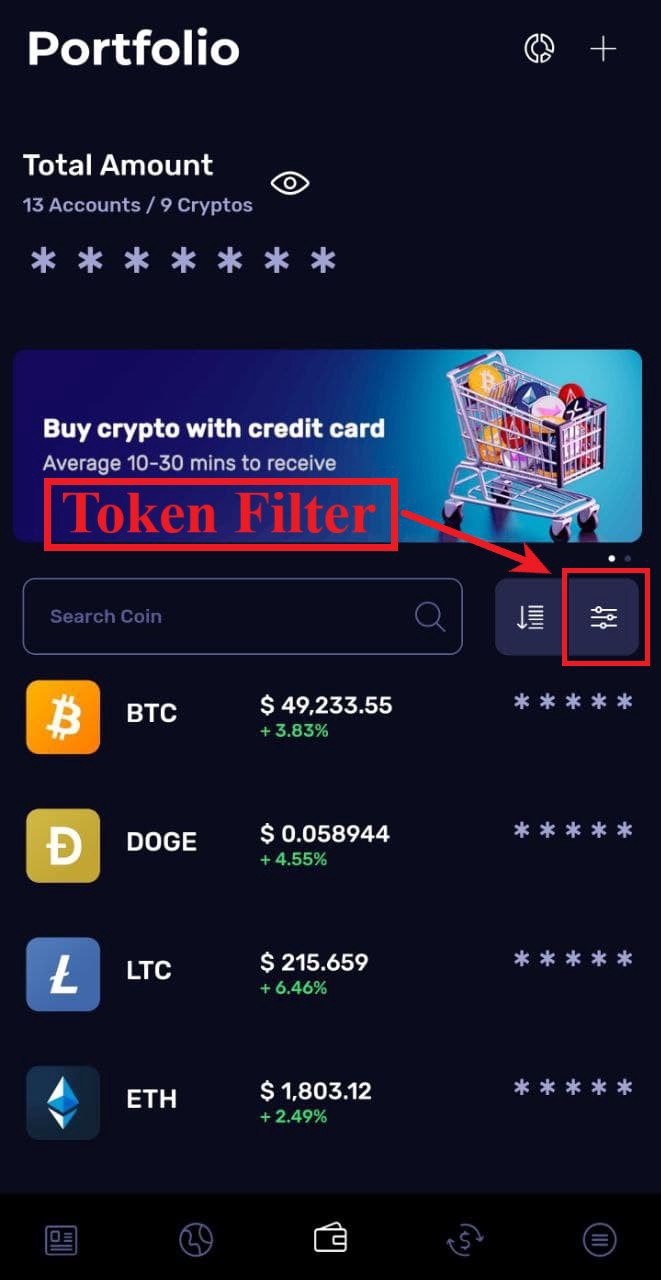 Portfolio
Total Amount
13 Accounts / 9 Cryptos
* * * * * * *
Buy crypto with credit card
Average 10-30 mins to receive
Token Filter
Search Coin
BTC
$ 49,233.55
* * * * *
+ 3.83%
DOGE
$ 0.058944
* * * * *
+ 4.55%
LTC
$ 215.659
* * * * *
+ 6.46%
ETH
$ 1,803.12
* * * * *
+ 2.49%